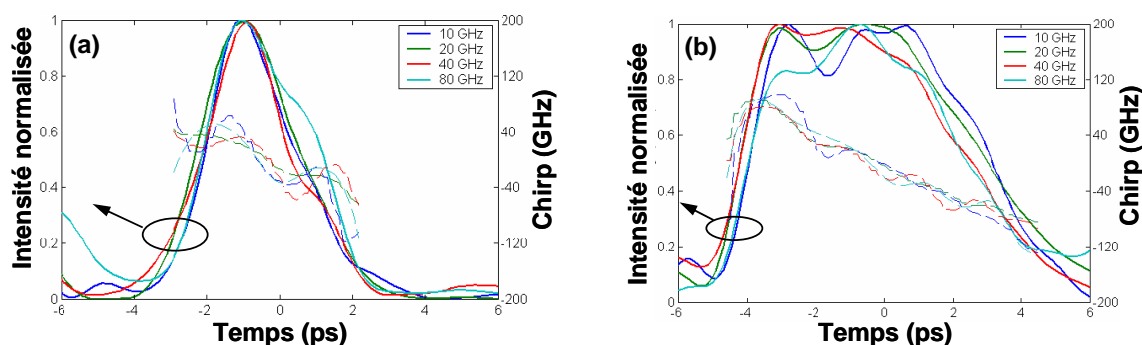 (a)
Intensité normalisée
1
0.8
0.6
0.4
0.2
0
-6
-4
-2
0
2
4
6
Temps (ps)
200
120
40
-40
-120
-200
Chirp (GHz)
10 GHz
20 GHz
40 GHz
80 GHz
(b)
Intensité normalisée
1
0.8
0.6
0.4
0.2
0
-6
-4
-2
0
2
4
6
Temps (ps)
200
120
40
-40
-120
-200
Chirp (GHz)
10 GHz
20 GHz
40 GHz
80 GHz